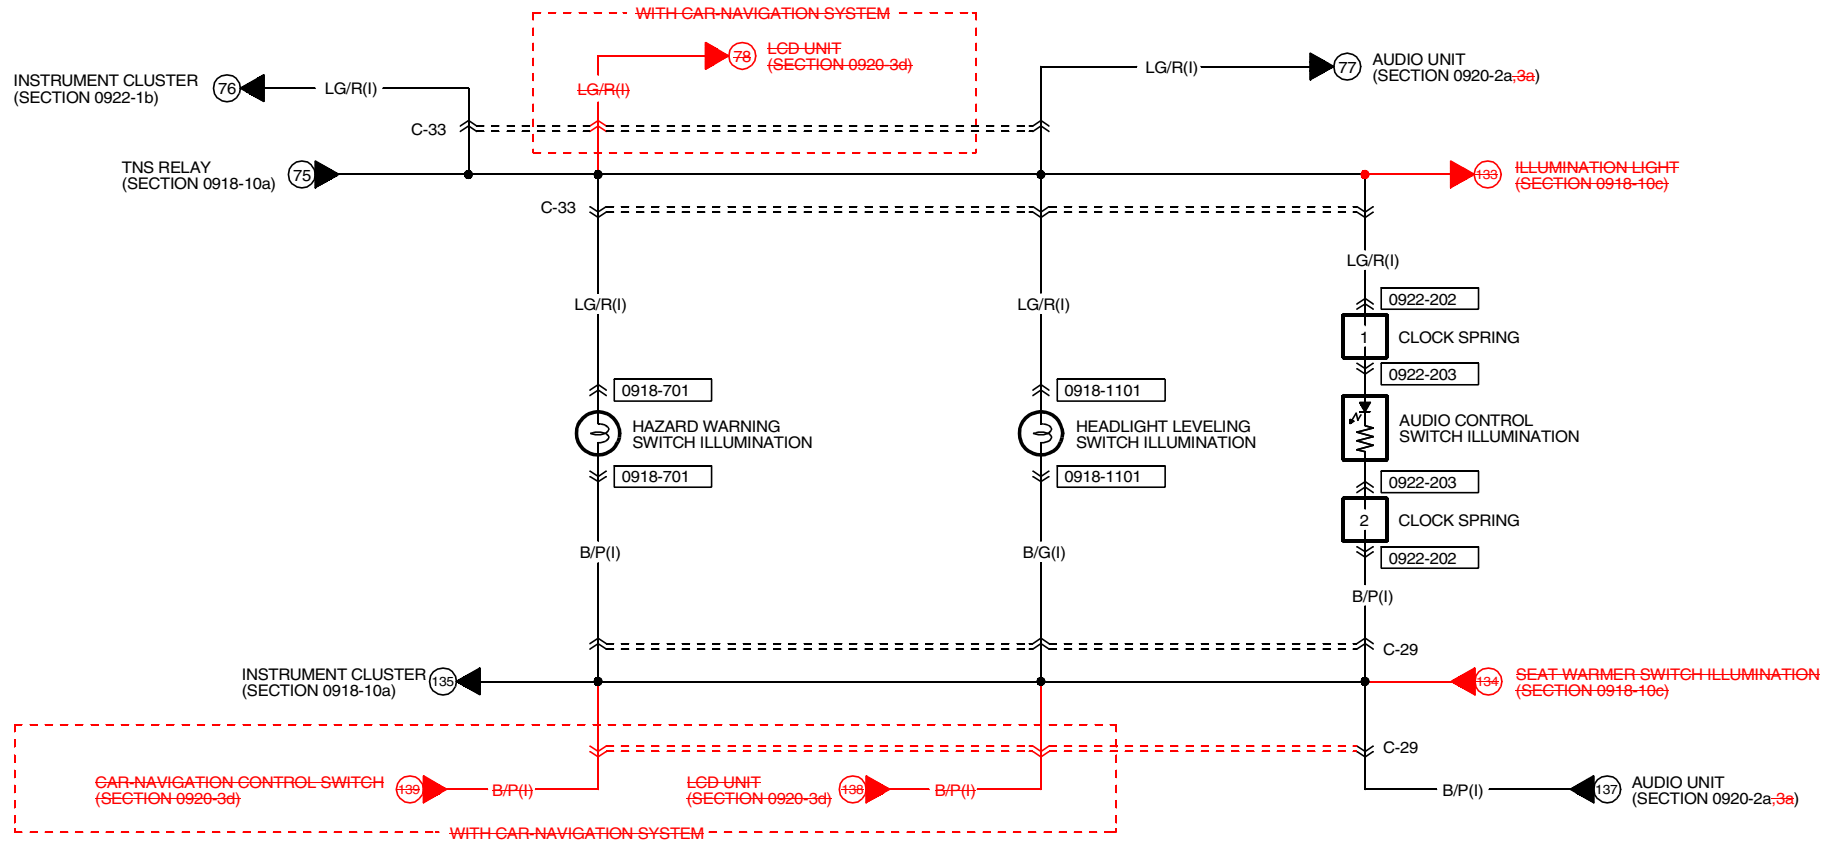 WITH CAR-NAVIGATION SYSTEM
78
LCD UNIT
(SECTION 0920-3d)
INSTRUMENT CLUSTER
(SECTION 0922-1b)
76
LG/R(I)
LG/R(I)
LG/R(I)
77
AUDIO UNIT
(SECTION 0920-2a,3a)
C-33
TNS RELAY
(SECTION 0918-10a)
75
133
ILLUMINATION LIGHT
(SECTION 0918-10c)
C-33
LG/R(I)
LG/R(I)
LG/R(I)
0922-202
1
CLOCK SPRING
0922-203
0918-701
HAZARD WARNING
SWITCH ILLUMINATION
0918-701
0918-1101
HEADLIGHT LEVELING
SWITCH ILLUMINATION
0918-1101
AUDIO CONTROL
SWITCH ILLUMINATION
0922-203
2
CLOCK SPRING
0922-202
B/P(I)
B/G(I)
B/P(I)
C-29
INSTRUMENT CLUSTER
(SECTION 0918-10a)
135
134
SEAT WARMER SWITCH ILLUMINATION
(SECTION 0918-10c)
C-29
CAR-NAVIGATION CONTROL SWITCH
(SECTION 0920-3d)
139
B/P(I)
LCD UNIT
(SECTION 0920-3d)
138
B/P(I)
B/P(I)
137
AUDIO UNIT
(SECTION 0920-2a,3a)
WITH CAR-NAVIGATION SYSTEM